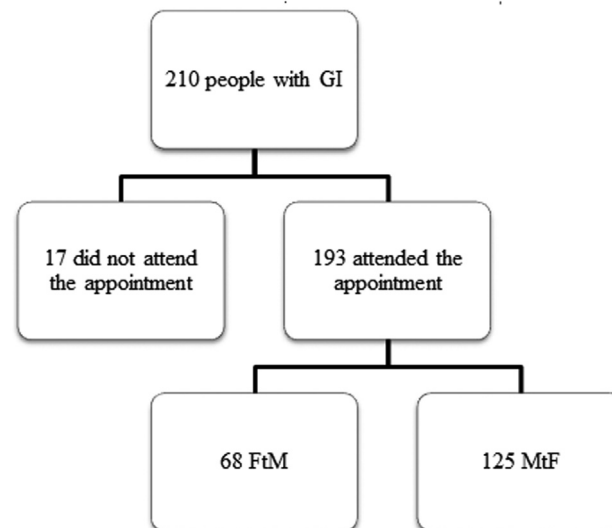 210 people with GI
17 did not attend
the appointment
193 attended the
appointment
68 FtM
125 MtF